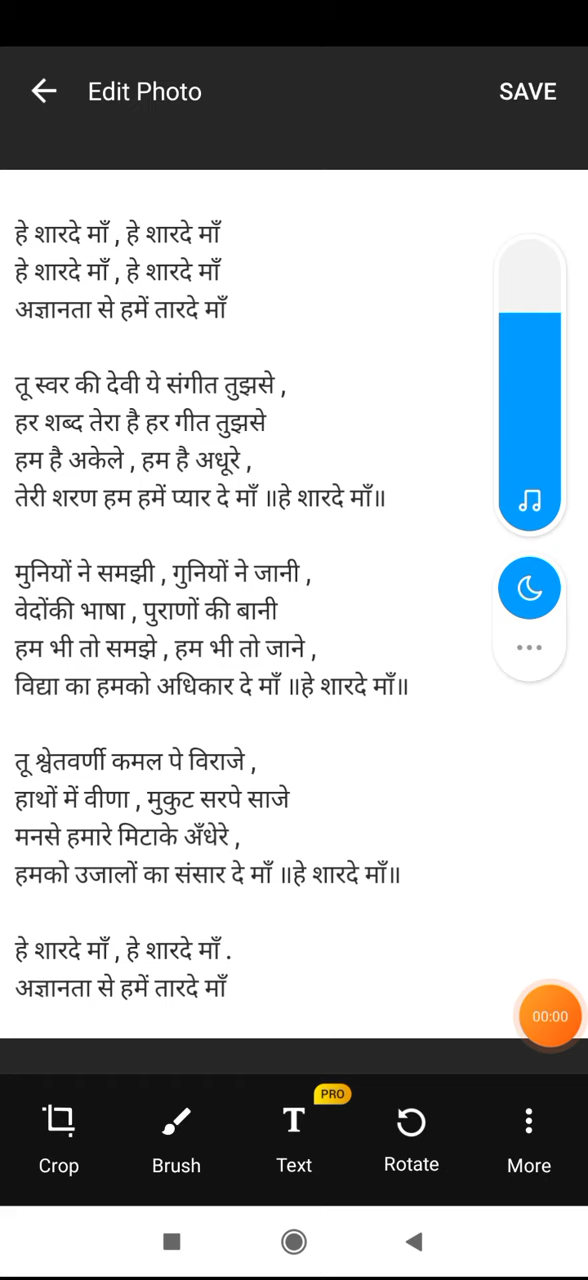 Edit Photo
SAVE
हे शारदे माँ , हे शारदे माँ
हे शारदे माँ , हे शारदे माँ
अज्ञानता से हमें तारदे माँ
तू स्वर की देवी ये संगीत तुझसे ,
हर शब्द तेरा है हर गीत तुझसे
हम है अकेले , हम है अधूरे ,
तेरी शरण हम हमें प्यार दे माँ ॥हे शारदे माँ॥
मुनियों ने समझी , गुनियों ने जानी ,
वेदोंकी भाषा , पुराणों की बानी
हम भी तो समझे , हम भी तो जाने ,
विद्या का हमको अधिकार दे माँ ॥हे शारदे माँ॥
तू श्वेतवर्णी कमल पे विराजे ,
हाथों में वीणा , मुकुट सरपे साजे
मनसे हमारे मिटाके अँधेरे ,
हमको उजालों का संसार दे माँ ॥हे शारदे माँ॥
हे शारदे माँ , हे शारदे माँ .
अज्ञानता से हमें तारदे माँ
00:00
PRO
Crop
Brush
Text
Rotate
More